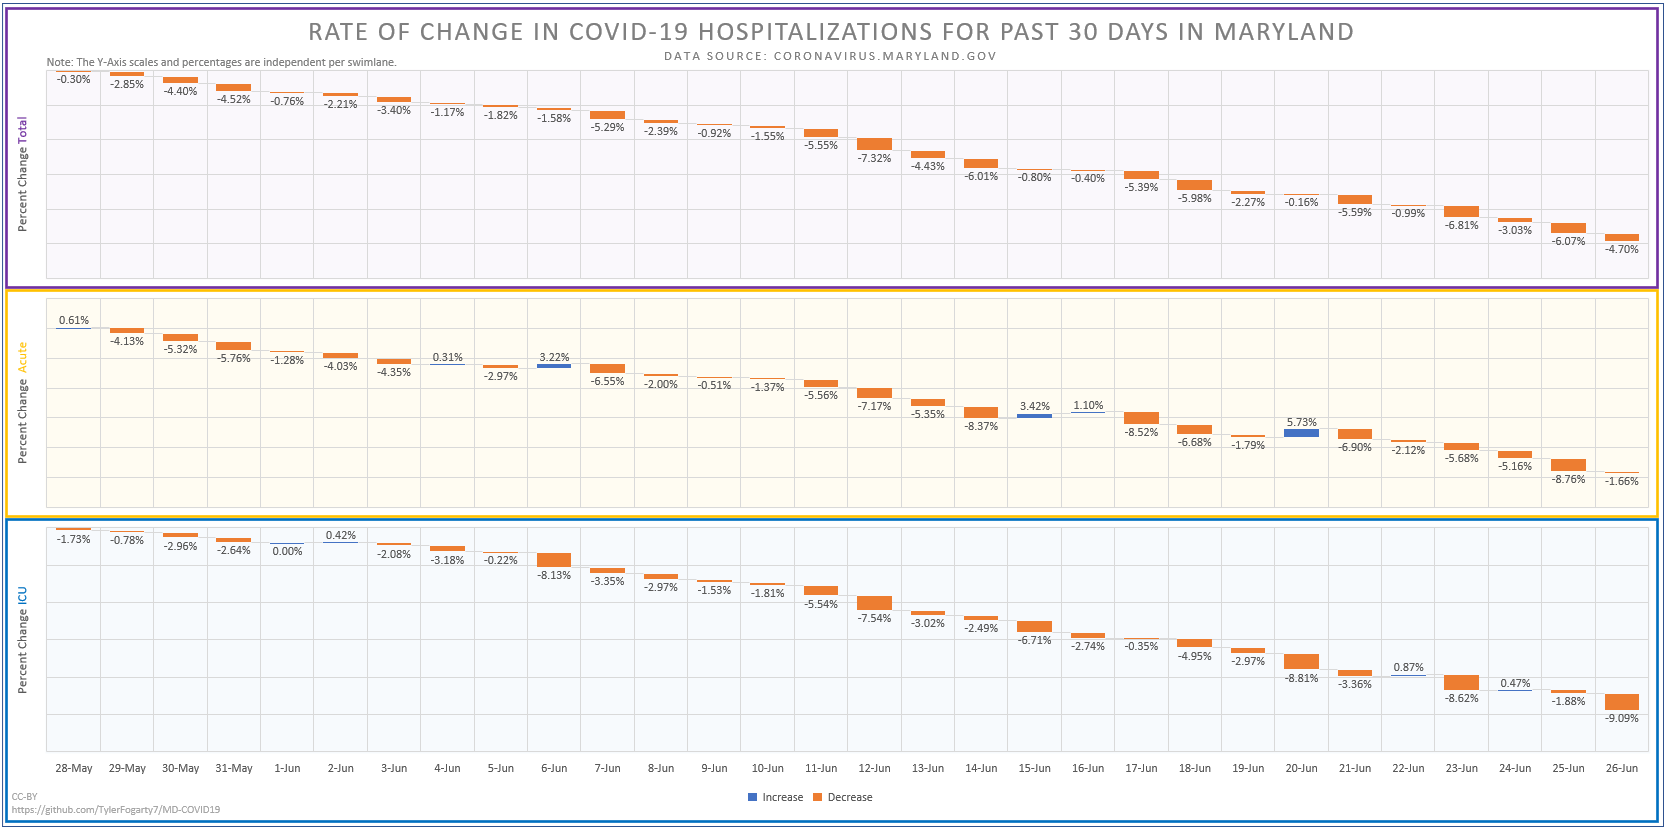 RATE OF CHANGE IN COVID-19 HOSPITALIZATIONS FOR PAST 30 DAYS IN MARYLAND
DATA SOURCE: CORONAVIRUS.MARYLAND.GOV
Note: The Y-Axis scales and percentages are independent per swimlane.
Percent Change Total
-0.30% -2.85% -4.40% -4.52% -0.76% -2.21% -3.40% -1.17% -1.82% -1.58% -5.29% -2.39% -0.92% -1.55% -5.55% -7.32% -4.43% -6.01% -0.80% -0.40% -5.39% -5.98% -2.27% -0.16% -5.59% -0.99% -6.81% -3.03% -6.07% -4.70%
Percent Change Acute
0.61% -4.13% -5.32% -5.76% -1.28% -4.03% -4.35% 0.31% -2.97% 3.22% -6.55% -2.00% -0.51% -1.37% -5.56% -7.17% -5.35% -8.37% 3.42% 1.10% -8.52% -6.68% -1.79% 5.73% -6.90% -2.12% -5.68% -5.16% -8.76% -1.66%
Percent Change ICU
-1.73% -0.78% -2.96% -2.64% 0.00% 0.42% -2.08% -3.18% -0.22% -8.13% -3.35% -2.97% -1.53% -1.81% -5.54% -7.54% -3.02% -2.49% -6.71% -2.74% -0.35% -4.95% -2.97% -8.81% -3.36% 0.87% -8.62% 0.47% -1.88% -9.09%
28-May 29-May 30-May 31-May 1-Jun 2-Jun 3-Jun 4-Jun 5-Jun 6-Jun 7-Jun 8-Jun 9-Jun 10-Jun 11-Jun 12-Jun 13-Jun 14-Jun 15-Jun 16-Jun 17-Jun 18-Jun 19-Jun 20-Jun 21-Jun 22-Jun 23-Jun 24-Jun 25-Jun 26-Jun
Increase Decrease
CC-BY
https://github.com/TylerFogarty7/MD-COVID19